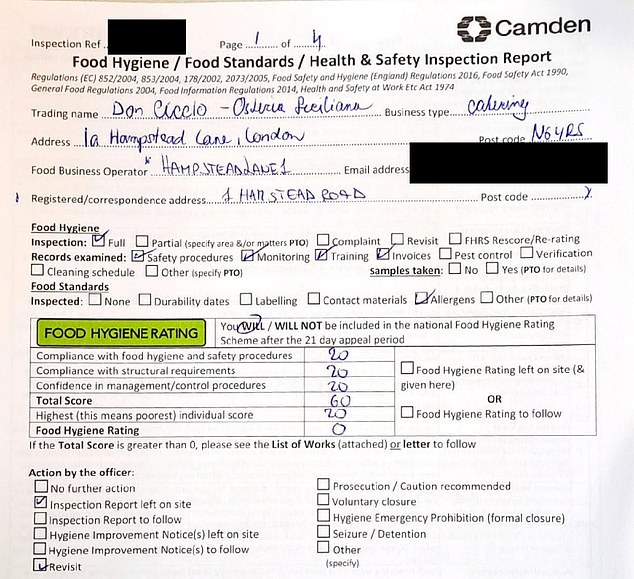 Camden
Inspection Ref Page 1 of 4
Food Hygiene / Food Standards / Health & Safety Inspection Report
Regulations (EC) 852/2004, 853/2004, 178/2002, 2073/2005, Food Safety and Hygiene (England) Regulations 2016, Food Safety Act 1990,
General Food Regulations 2004, Food Information Regulations 2014, Health and Safety at Work Etc Act 1974
Trading name Don Ciccio - Osteria Siciliana Business type catering
Address 1a Hampstead Lane, London Post code N6 4RS
Food Business Operator HAMPSTEADLANE1 Email address
Registered/correspondence address 1 HAMSTEAD ROAD Post code
Food Hygiene
Inspection: Full Partial (specify area &/or matters PTO) Complaint Revisit FHRS Rescore/Re-rating
Records examined: Safety procedures Monitoring Training Invoices Pest control Verification
Cleaning schedule Other (specify PTO) Samples taken: No Yes (PTO for details)
Food Standards
Inspected: None Durability dates Labelling Contact materials Allergens Other (PTO for details)
FOOD HYGIENE RATING You WILL / WILL NOT be included in the national Food Hygiene Rating
Scheme after the 21 day appeal period
Compliance with food hygiene and safety procedures 20
Compliance with structural requirements 20
Confidence in management/control procedures 20
Total Score 60
Highest (this means poorest) individual score 20
Food Hygiene Rating 0
Food Hygiene Rating left on site (&
given here)
OR
Food Hygiene Rating to follow
If the Total Score is greater than 0, please see the List of Works (attached) or letter to follow
Action by the officer:
No further action
Inspection Report left on site
Inspection Report to follow
Hygiene Improvement Notice(s) left on site
Hygiene Improvement Notice(s) to follow
Revisit
Prosecution / Caution recommended
Voluntary closure
Hygiene Emergency Prohibition (formal closure)
Seizure / Detention
Other
(specify)